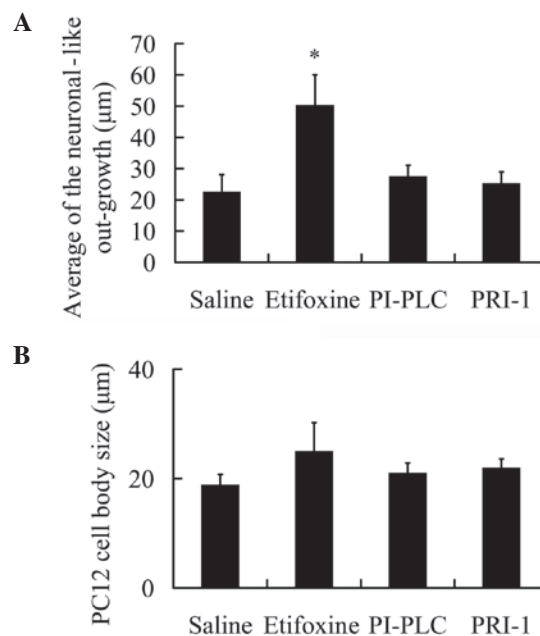 A
Average of the neuronal-like
out-growth (µm)
70
60
50
40
30
20
10
0
*
Saline Etifoxine PI-PLC PRI-1
B
PC12 cell body size (µm)
40
20
0
Saline Etifoxine PI-PLC PRI-1